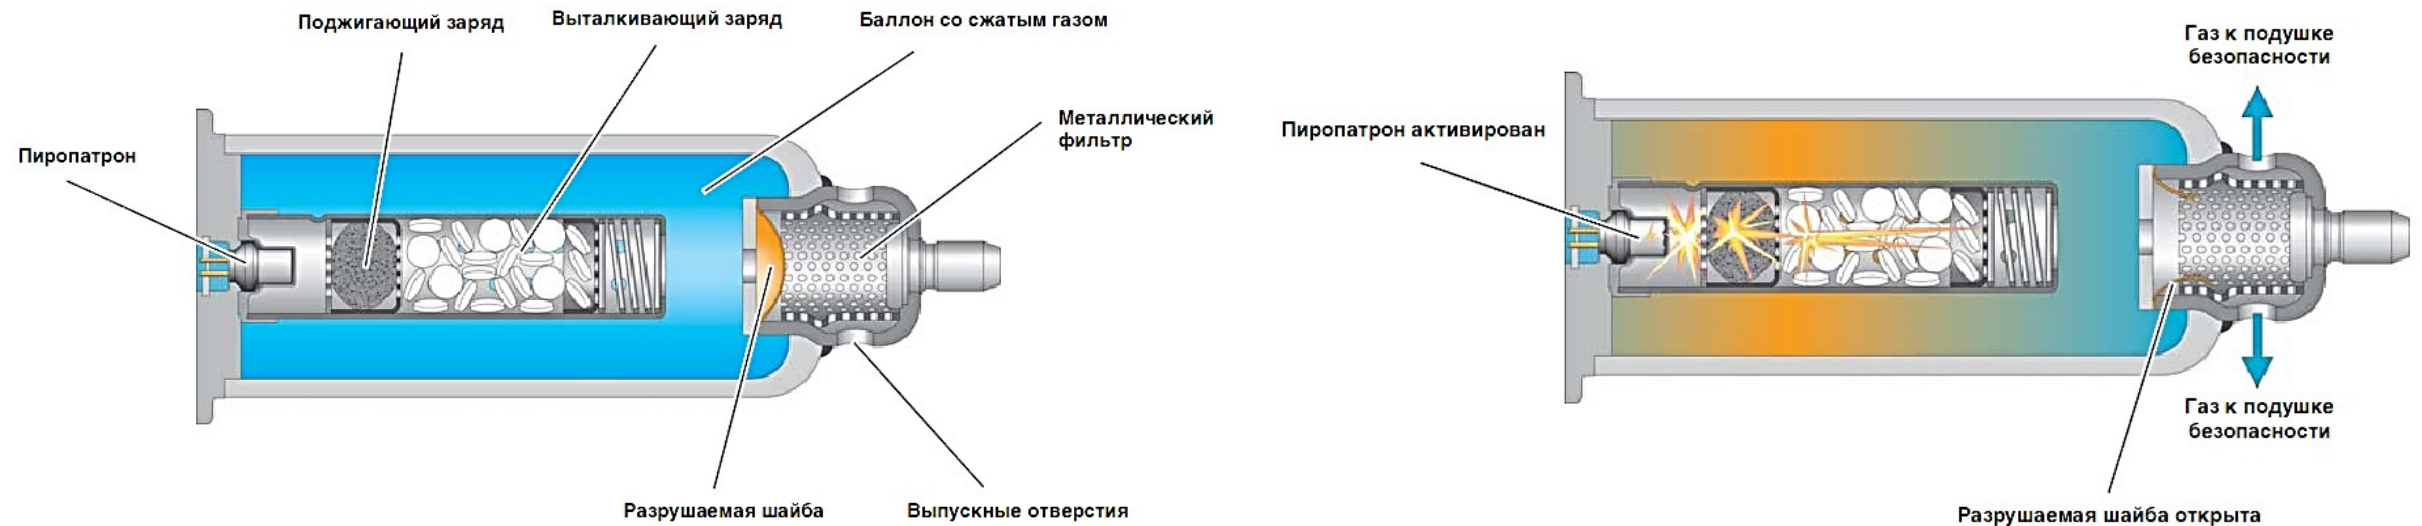 Поджигающий заряд
Выталкивающий заряд
Баллон со сжатым газом
Металлический
фильтр
Пиропатрон
Разрушаемая шайба
Выпускные отверстия
Газ к подушке
безопасности
Пиропатрон активирован
Газ к подушке
безопасности
Разрушаемая шайба открыта